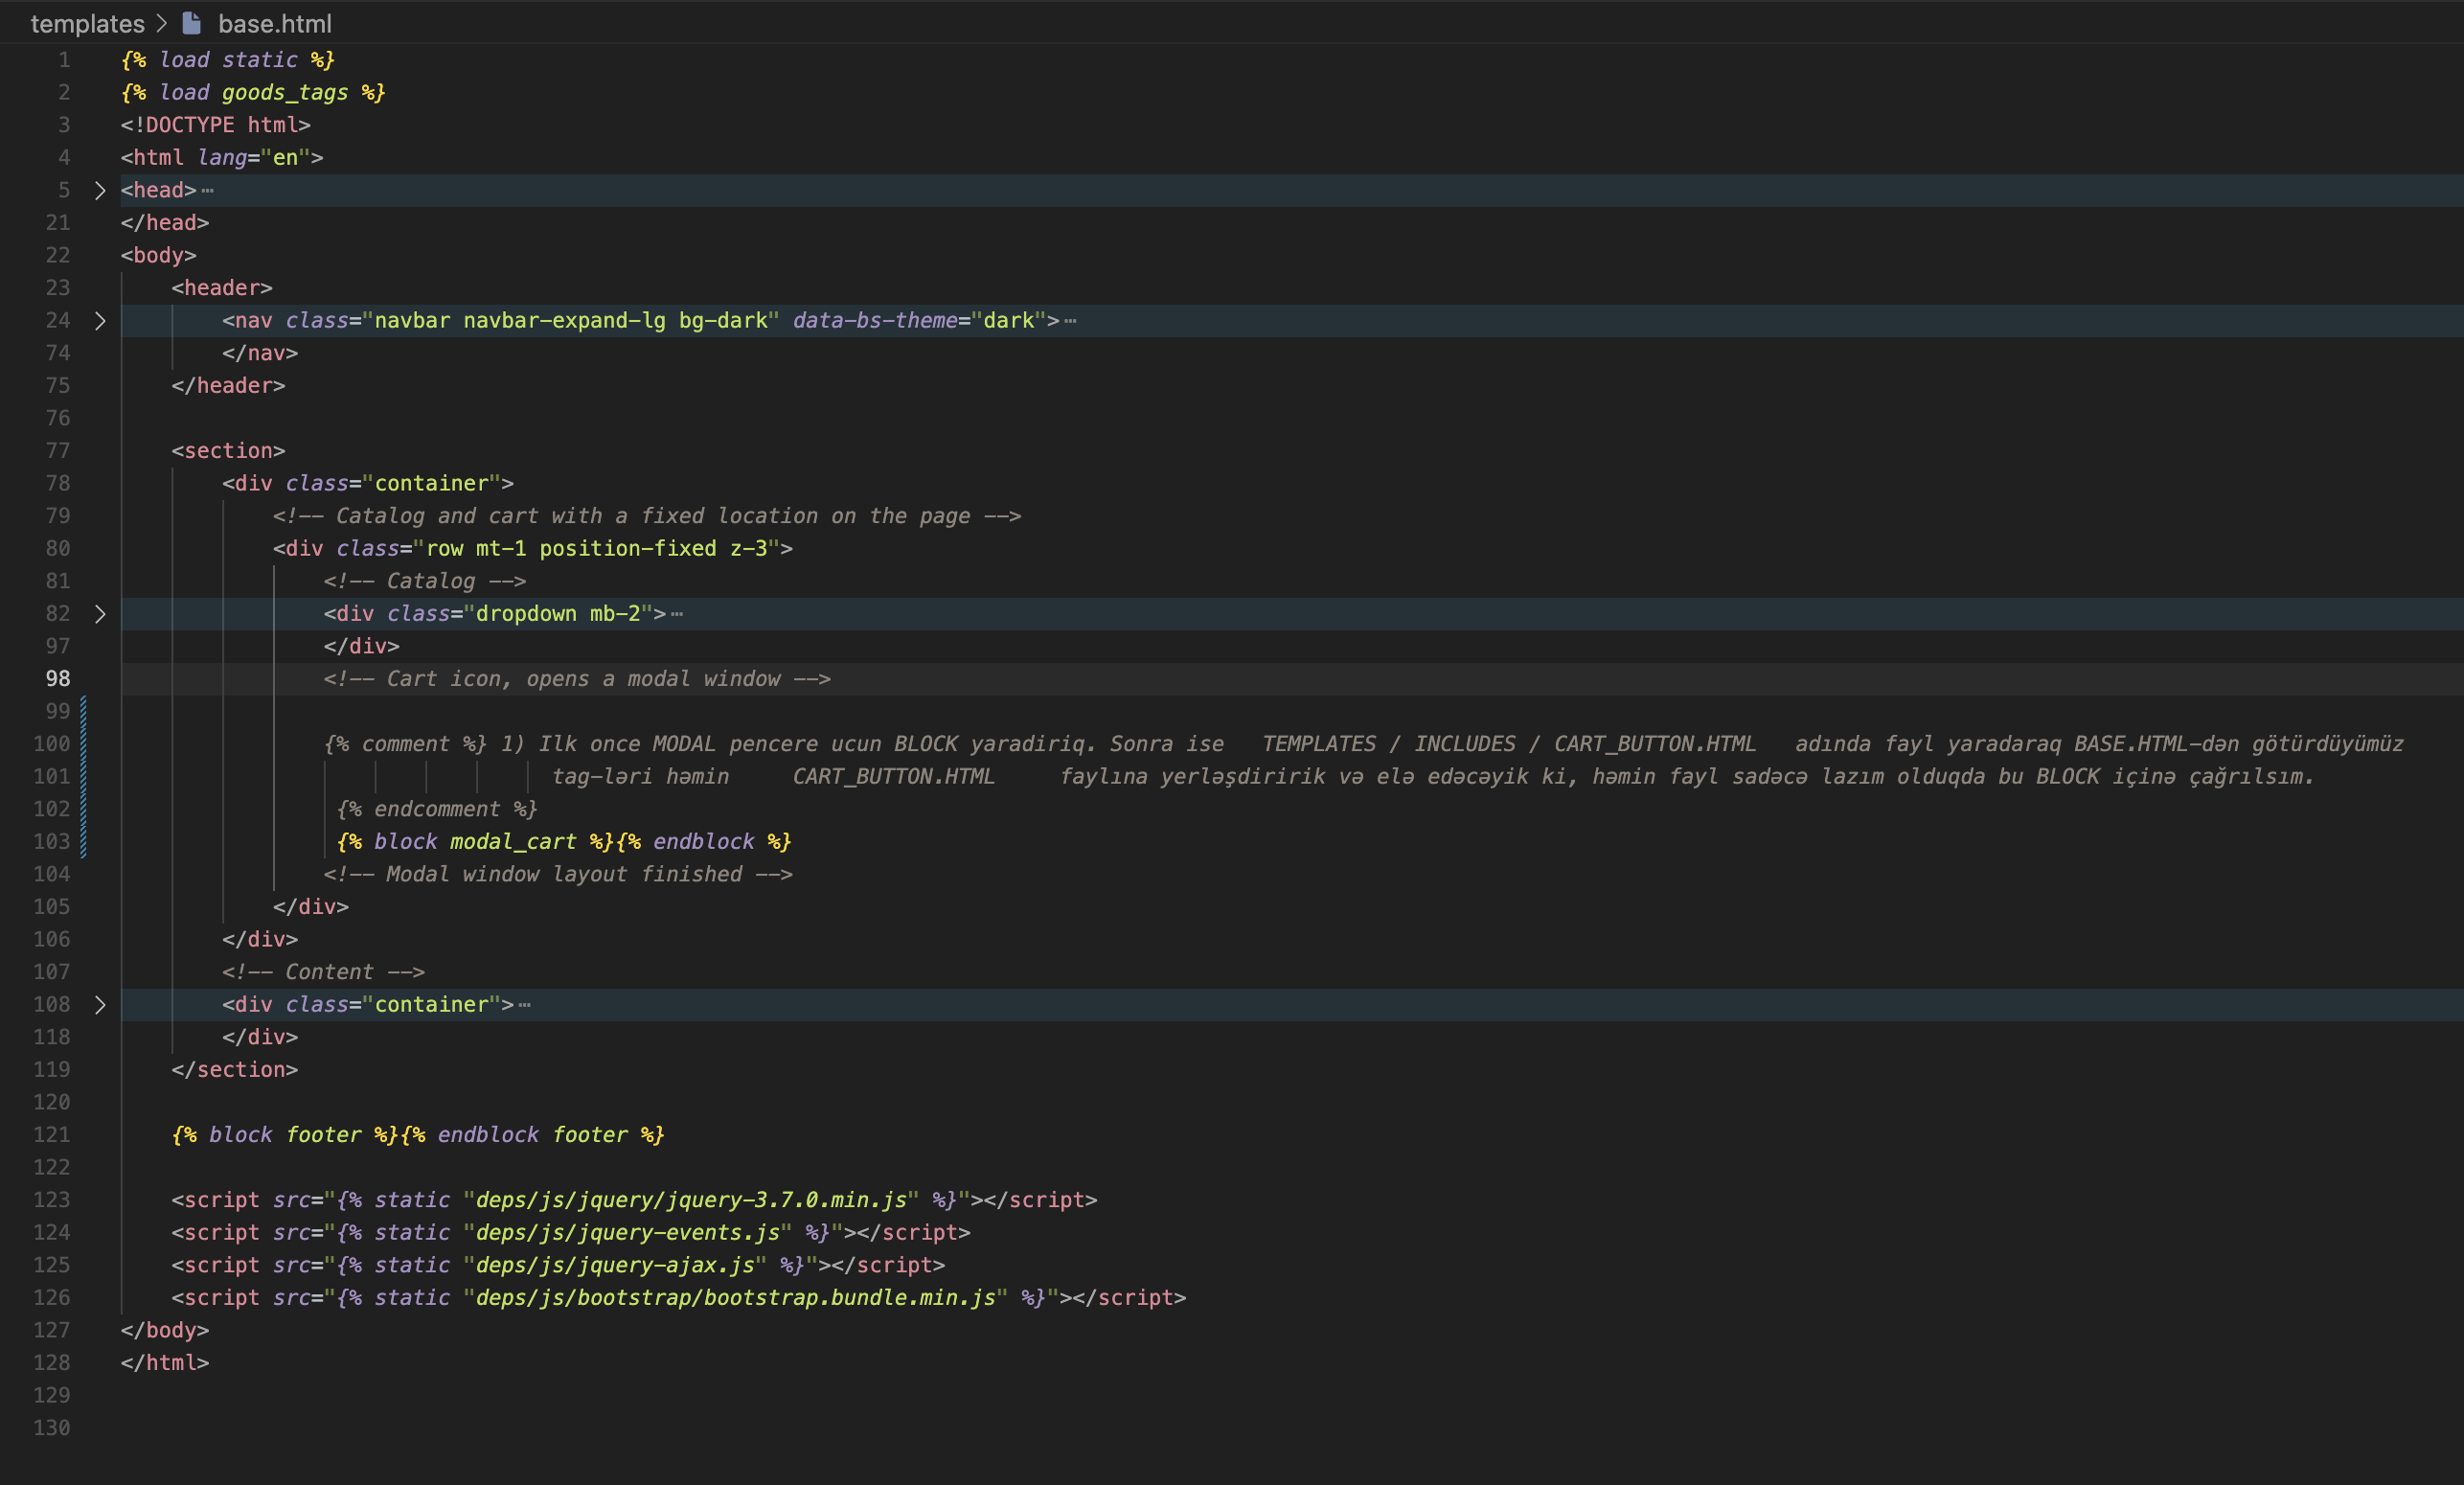 templates > base.html
1 {% load static %}
2 {% load goods_tags %}
3 <!DOCTYPE html>
4 <html lang="en">
5 <head>…
21 </head>
22 <body>
23 <header>
24 <nav class="navbar navbar-expand-lg bg-dark" data-bs-theme="dark">…
74 </nav>
75 </header>
76
77 <section>
78 <div class="container">
79 <!-- Catalog and cart with a fixed location on the page -->
80 <div class="row mt-1 position-fixed z-3">
81 <!-- Catalog -->
82 <div class="dropdown mb-2">…
97 </div>
98 <!-- Cart icon, opens a modal window -->
99
100 {% comment %} 1) Ilk once MODAL pencere ucun BLOCK yaradiriq. Sonra ise TEMPLATES / INCLUDES / CART_BUTTON.HTML adında fayl yaradaraq BASE.HTML-dən götürdüyümüz
101 tag-ləri həmin CART_BUTTON.HTML faylına yerləşdiririk və elə edəcəyik ki, həmin fayl sadəcə lazım olduqda bu BLOCK içinə çağrılsım.
102 {% endcomment %}
103 {% block modal_cart %}{% endblock %}
104 <!-- Modal window layout finished -->
105 </div>
106 </div>
107 <!-- Content -->
108 <div class="container">…
118 </div>
119 </section>
120
121 {% block footer %}{% endblock footer %}
122
123 <script src="{% static "deps/js/jquery/jquery-3.7.0.min.js" %}"></script>
124 <script src="{% static "deps/js/jquery-events.js" %}"></script>
125 <script src="{% static "deps/js/jquery-ajax.js" %}"></script>
126 <script src="{% static "deps/js/bootstrap/bootstrap.bundle.min.js" %}"></script>
127 </body>
128 </html>
129
130